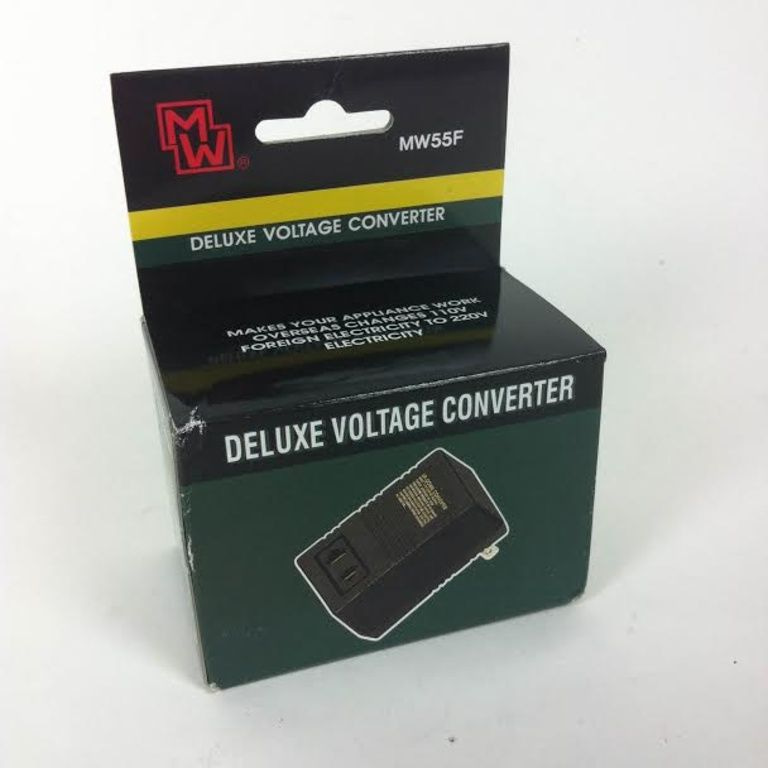 MW®
MW55F
DELUXE VOLTAGE CONVERTER
MAKES YOUR APPLIANCE WORK
OVERSEAS CHANGES 110V
FOREIGN ELECTRICITY TO 220V
ELECTRICITY
DELUXE VOLTAGE CONVERTER